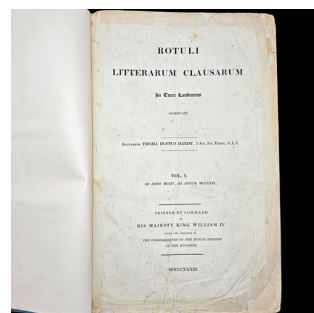 ROTULI
LITTERARUM CLAUSARUM
In Turri Londinensi
ASSERVATI.
ACCURANTE THOMA DUFFUS HARDY, è Soc. Int. Templ. S.A.S.
VOL. I.
AB ANNO MCCIV. AD ANNUM MCCXXIV.
PRINTED BY COMMAND
OF
HIS MAJESTY KING WILLIAM IV.
UNDER THE DIRECTION OF
THE COMMISSIONERS OF THE PUBLIC RECORDS
OF THE KINGDOM.
MDCCCXXXIII